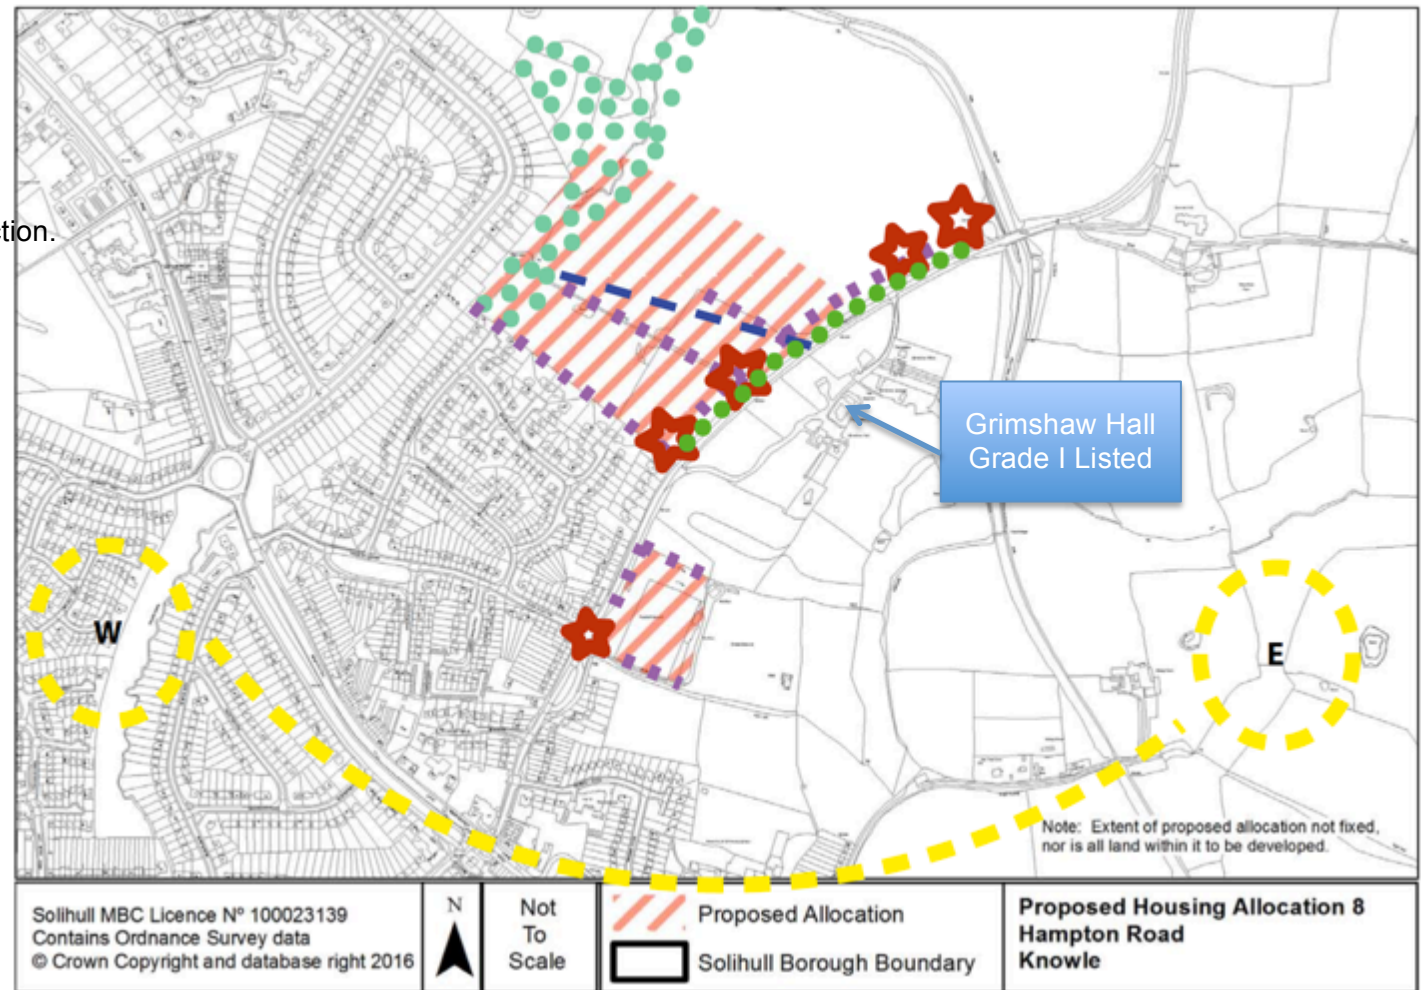 ction.
Grimshaw Hall
Grade I Listed
W
E
Note: Extent of proposed allocation not fixed,
nor is all land within it to be developed.
Solihull MBC Licence Nº 100023139
Contains Ordnance Survey data
© Crown Copyright and database right 2016
N
Not
To
Scale
Proposed Allocation
Solihull Borough Boundary
Proposed Housing Allocation 8
Hampton Road
Knowle